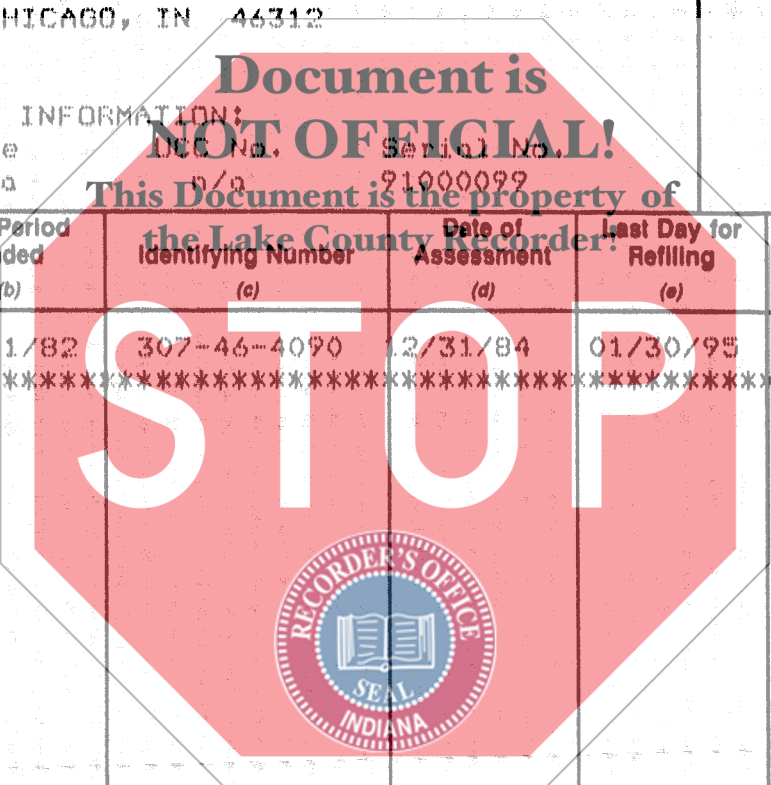 HICAGO, IN 46312
Document is
INFORMATION:
NOT OFFICIAL!
e UCC No. Serial No.
a n/a 91000099
This Document is the property of
the Lake County Recorder!
Period Identifying Number Date of Last Day for
ded Assessment Refiling
(b) (c) (d) (e)
1/82 307-46-4090 12/31/84 01/30/95
**********************************************
STOP
RECORDER'S OFFICE
SEAL
INDIANA